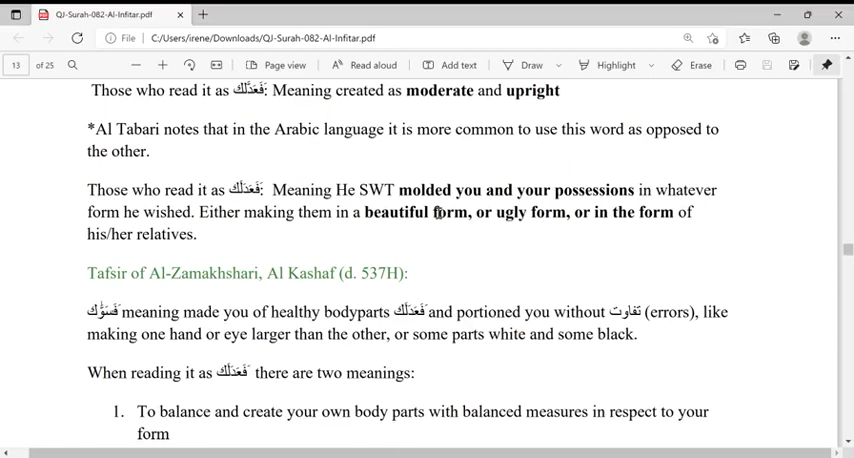 QJ-Surah-082-Al-Infitar.pdf
File C:/Users/irene/Downloads/QJ-Surah-082-Al-Infitar.pdf
13 of 25 Page view Read aloud Add text Draw Highlight Erase
Those who read it as فَعَدَّلَكَ: Meaning created as moderate and upright
*Al Tabari notes that in the Arabic language it is more common to use this word as opposed to
the other.
Those who read it as فَعَدَلَكَ: Meaning He SWT molded you and your possessions in whatever
form he wished. Either making them in a beautiful form, or ugly form, or in the form of
his/her relatives.
Tafsir of Al-Zamakhshari, Al Kashaf (d. 537H):
فَسَوَّىٰكَ meaning made you of healthy bodyparts فَعَدَلَكَ and portioned you without تفاوت (errors), like
making one hand or eye larger than the other, or some parts white and some black.
When reading it as فَعَدَلَكَ there are two meanings:
1. To balance and create your own body parts with balanced measures in respect to your
form